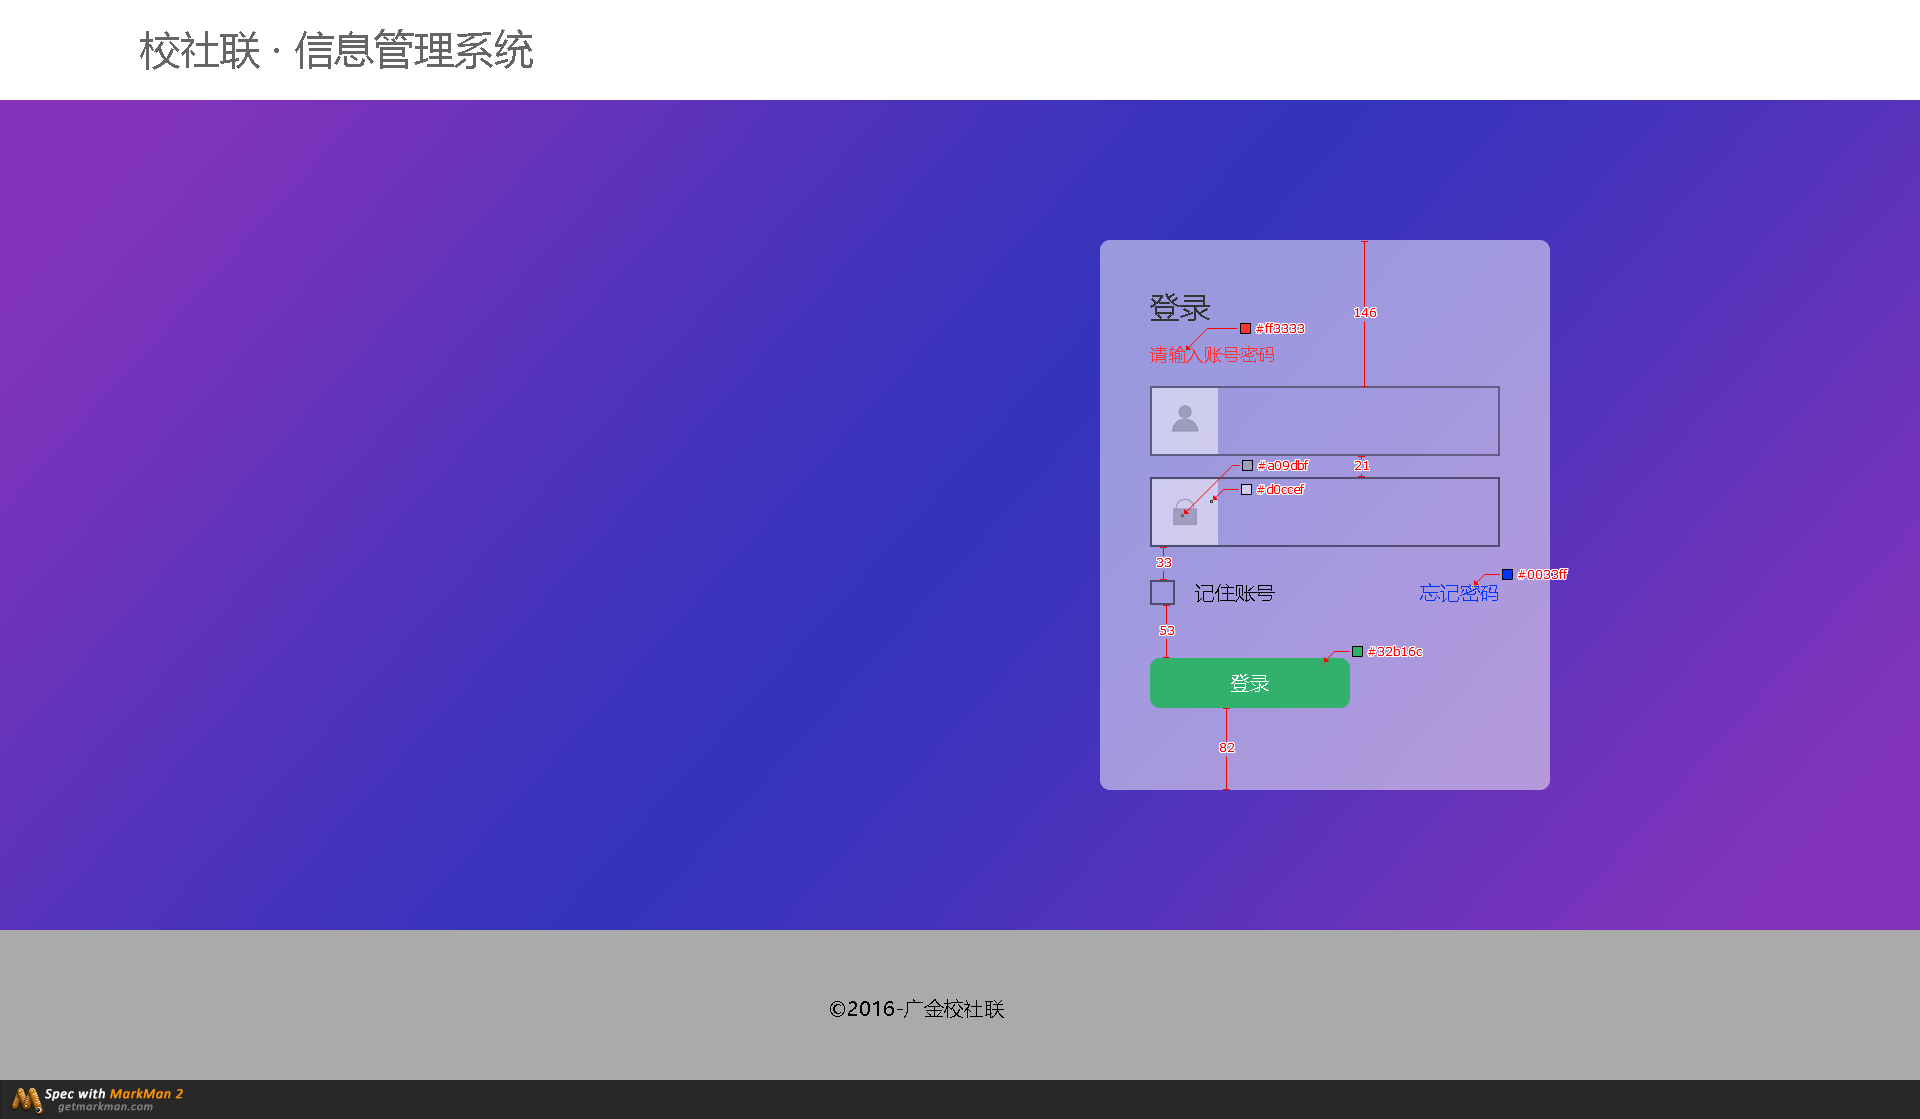 校社联 · 信息管理系统
登录
146
#ff3333
请输入账号密码
#a09dbf
21
#d0ccef
33
#0033ff
记住账号
忘记密码
53
#32b16c
登录
82
©2016-广金校社联
Spec with MarkMan 2
getmarkman.com